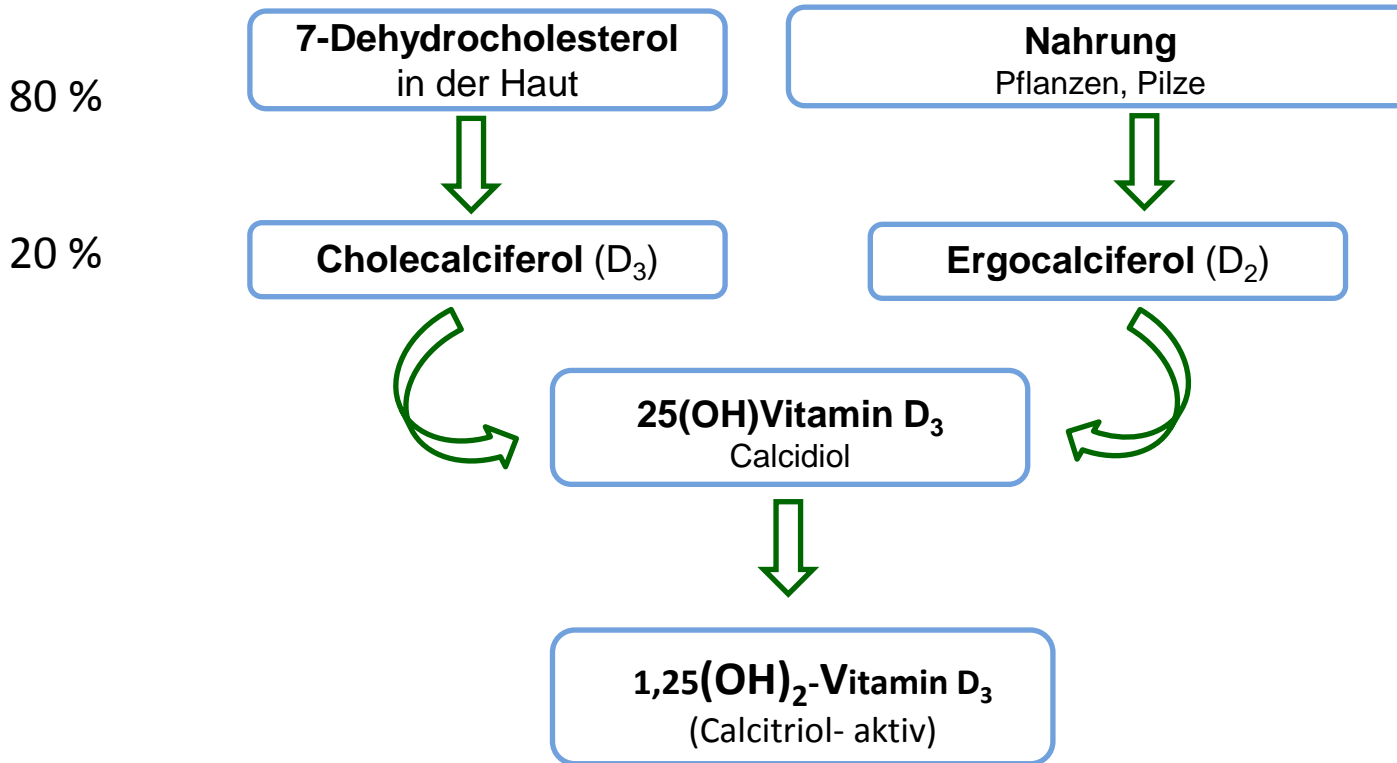 7-Dehydrocholesterol
in der Haut
Nahrung
Pflanzen, Pilze
80 %
20 %
Cholecalciferol (D₃)
Ergocalciferol (D₂)
25(OH)Vitamin D₃
Calcidiol
1,25(OH)₂-Vitamin D₃
(Calcitriol- aktiv)